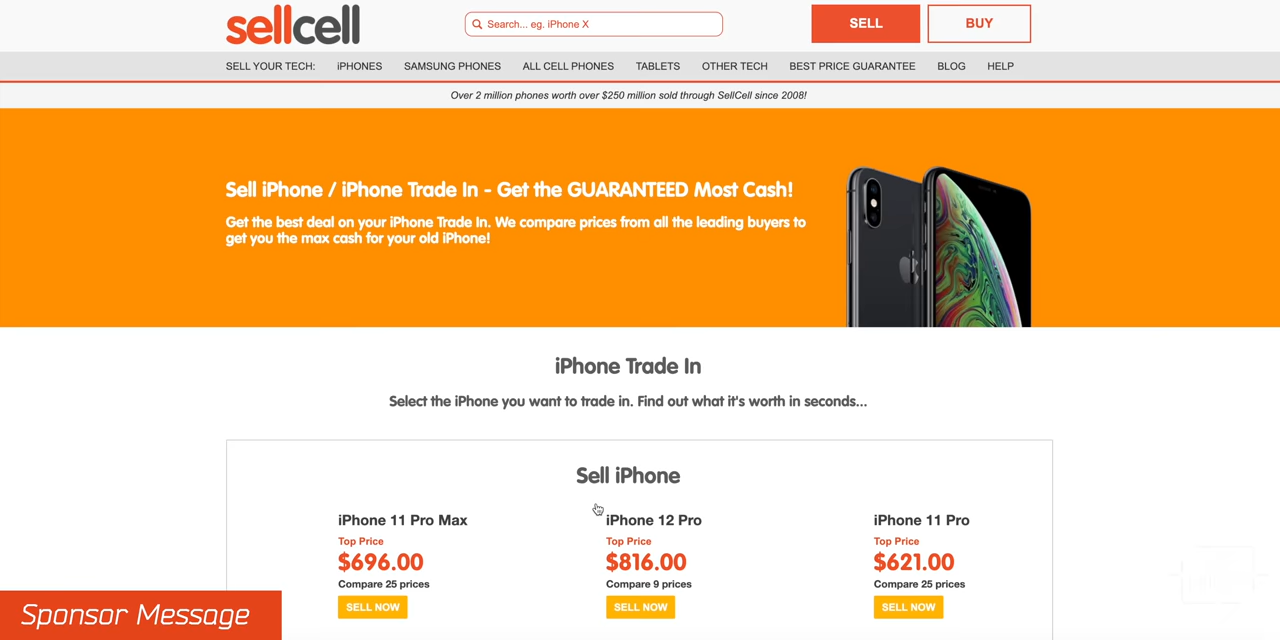 sellcell
Search... eg. iPhone X
SELL
BUY
SELL YOUR TECH:
iPHONES
SAMSUNG PHONES
ALL CELL PHONES
TABLETS
OTHER TECH
BEST PRICE GUARANTEE
BLOG
HELP
Over 2 million phones worth over $250 million sold through SellCell since 2008!
Sell iPhone / iPhone Trade In - Get the GUARANTEED Most Cash!
Get the best deal on your iPhone Trade In. We compare prices from all the leading buyers to
get you the max cash for your old iPhone!
iPhone Trade In
Select the iPhone you want to trade in. Find out what it's worth in seconds...
Sell iPhone
iPhone 11 Pro Max
Top Price
$696.00
Compare 25 prices
SELL NOW
iPhone 12 Pro
Top Price
$816.00
Compare 9 prices
SELL NOW
iPhone 11 Pro
Top Price
$621.00
Compare 25 prices
SELL NOW
Sponsor Message